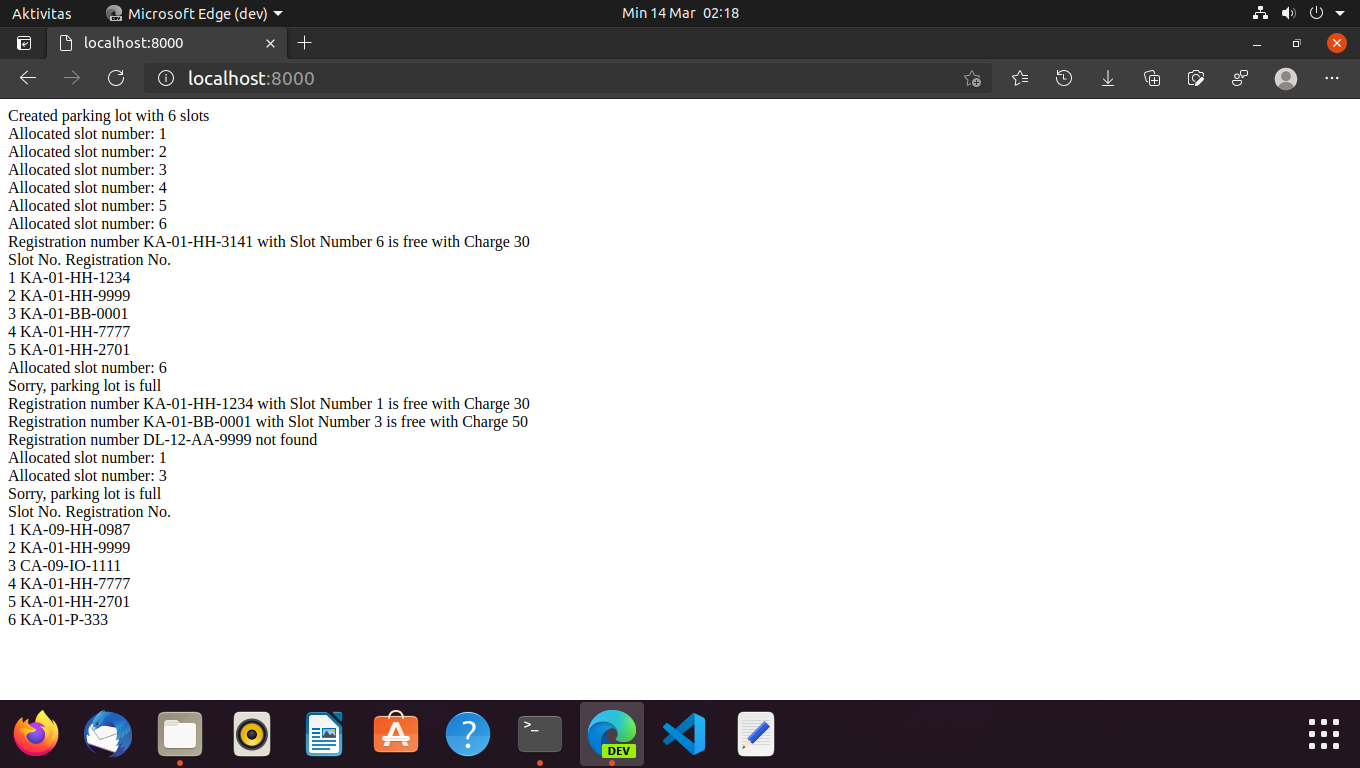 Aktivitas
Microsoft Edge (dev)
Min 14 Mar 02:18
localhost:8000
localhost:8000
Created parking lot with 6 slots
Allocated slot number: 1
Allocated slot number: 2
Allocated slot number: 3
Allocated slot number: 4
Allocated slot number: 5
Allocated slot number: 6
Registration number KA-01-HH-3141 with Slot Number 6 is free with Charge 30
Slot No. Registration No.
1 KA-01-HH-1234
2 KA-01-HH-9999
3 KA-01-BB-0001
4 KA-01-HH-7777
5 KA-01-HH-2701
Allocated slot number: 6
Sorry, parking lot is full
Registration number KA-01-HH-1234 with Slot Number 1 is free with Charge 30
Registration number KA-01-BB-0001 with Slot Number 3 is free with Charge 50
Registration number DL-12-AA-9999 not found
Allocated slot number: 1
Allocated slot number: 3
Sorry, parking lot is full
Slot No. Registration No.
1 KA-09-HH-0987
2 KA-01-HH-9999
3 CA-09-IO-1111
4 KA-01-HH-7777
5 KA-01-HH-2701
6 KA-01-P-333
DEV